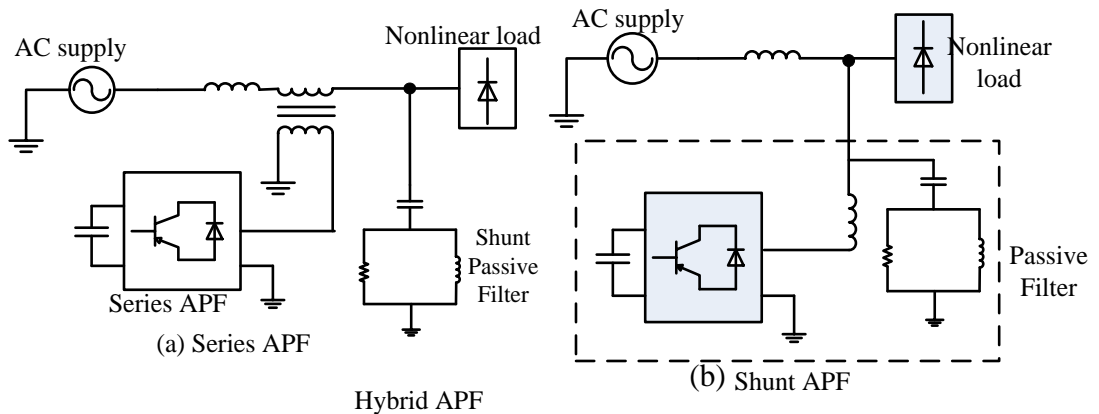 AC supply
Nonlinear load
Shunt
Passive
Filter
Series APF
(a) Series APF
AC supply
Nonlinear
load
Passive
Filter
(b) Shunt APF
Hybrid APF